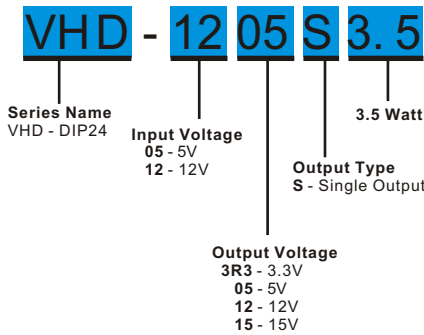 VHD - 12 05 S 3. 5
Series Name
VHD - DIP24
Input Voltage
05 - 5V
12 - 12V
3.5 Watt
Output Type
S - Single Output
Output Voltage
3R3 - 3.3V
05 - 5V
12 - 12V
15 - 15V